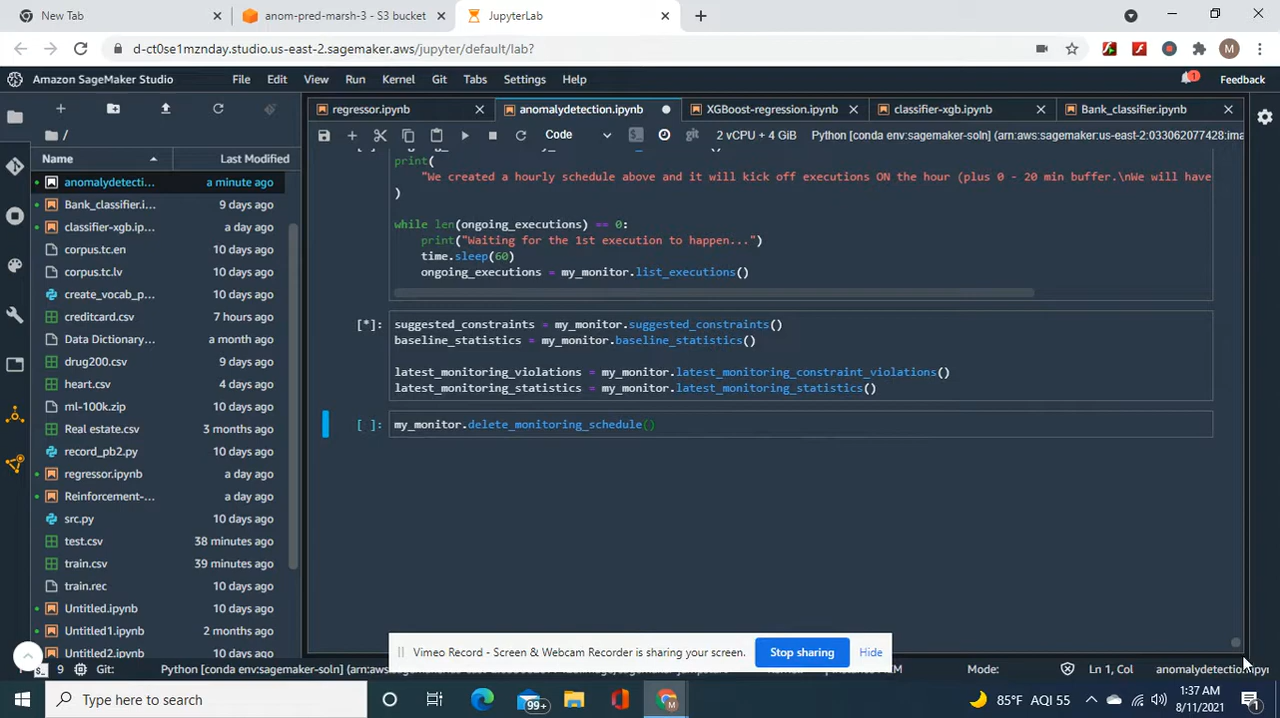 New Tab
anom-pred-marsh-3 - S3 bucket
JupyterLab
d-ct0se1mznday.studio.us-east-2.sagemaker.aws/jupyter/default/lab?
M
Amazon SageMaker Studio
File Edit View Run Kernel Git Tabs Settings Help
1
Feedback
regressor.ipynb
anomalydetection.ipynb
XGBoost-regression.ipynb
classifier-xgb.ipynb
Bank_classifier.ipynb
Code
git
2 vCPU + 4 GiB
Python [conda env:sagemaker-soln] (arn:aws:sagemaker:us-east-2:033062077428:ima
/
Name
Last Modified
anomalydetecti... a minute ago
Bank_classifier.i... 9 days ago
classifier-xgb.ip... a day ago
corpus.tc.en 10 days ago
corpus.tc.lv 10 days ago
create_vocab_p... 10 days ago
creditcard.csv 7 hours ago
Data Dictionary... a month ago
drug200.csv 9 days ago
heart.csv 4 days ago
ml-100k.zip 10 days ago
Real estate.csv 3 months ago
record_pb2.py 10 days ago
regressor.ipynb a day ago
Reinforcement-... a day ago
src.py 10 days ago
test.csv 38 minutes ago
train.csv 39 minutes ago
train.rec 10 days ago
Untitled.ipynb 10 days ago
Untitled1.ipynb 2 months ago
Untitled2.ipynb 10 days ago
print(
"We created a hourly schedule above and it will kick off executions ON the hour (plus 0 - 20 min buffer.\nWe will have
)
while len(ongoing_executions) == 0:
print("Waiting for the 1st execution to happen...")
time.sleep(60)
ongoing_executions = my_monitor.list_executions()
[*]:
suggested_constraints = my_monitor.suggested_constraints()
baseline_statistics = my_monitor.baseline_statistics()
latest_monitoring_violations = my_monitor.latest_monitoring_constraint_violations()
latest_monitoring_statistics = my_monitor.latest_monitoring_statistics()
[ ]:
my_monitor.delete_monitoring_schedule()
Vimeo Record - Screen & Webcam Recorder is sharing your screen.
Stop sharing
Hide
9
Git:
Python [conda env:sagemaker-soln] (arn:aws:
Mode:
Ln 1, Col
anomalydetection.ipy
Type here to search
99+
85°F AQI 55
1:37 AM
8/11/2021
1